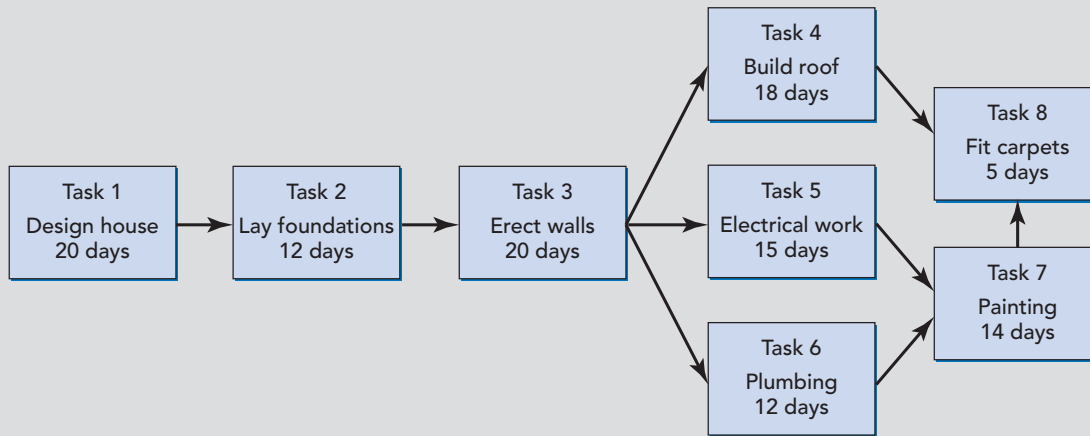 Task 1
Design house
20 days
Task 2
Lay foundations
12 days
Task 3
Erect walls
20 days
Task 4
Build roof
18 days
Task 5
Electrical work
15 days
Task 6
Plumbing
12 days
Task 7
Painting
14 days
Task 8
Fit carpets
5 days